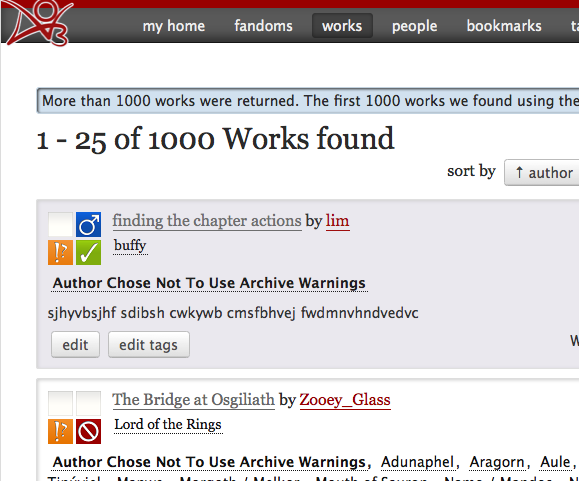 my home fandoms works people bookmarks
More than 1000 works were returned. The first 1000 works we found using the
1 - 25 of 1000 Works found
sort by ↑ author
finding the chapter actions by lim
buffy
Author Chose Not To Use Archive Warnings
sjhyvbsjhf sdibsh cwkywb cmsfbhvej fwdmnvhndvedvc
edit edit tags
The Bridge at Osgiliath by Zooey_Glass
Lord of the Rings
Author Chose Not To Use Archive Warnings, Adunaphel, Aragorn, Aule,